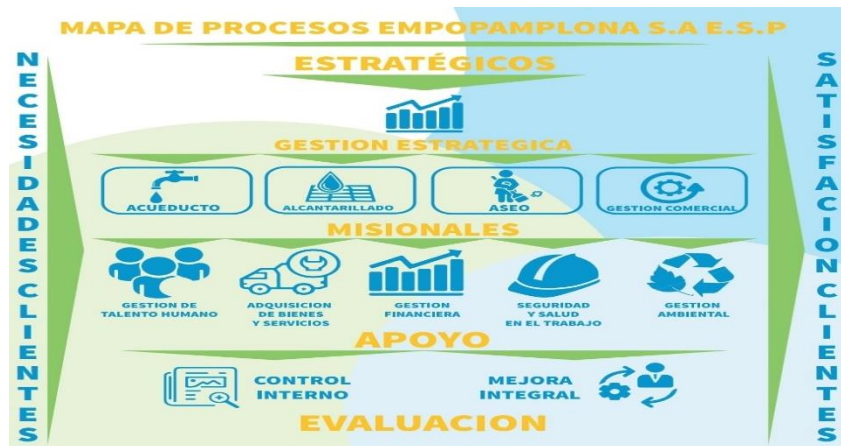 MAPA DE PROCESOS EMPOPAMPLONA S.A E.S.P
NECESIDADES CLIENTES
ESTRATÉGICOS
GESTION ESTRATEGICA
ACUEDUCTO
ALCANTARILLADO
ASEO
GESTION COMERCIAL
MISIONALES
GESTION DE
TALENTO HUMANO
ADQUISICION
DE BIENES
Y SERVICIOS
GESTION
FINANCIERA
SEGURIDAD
Y SALUD
EN EL TRABAJO
GESTION
AMBIENTAL
APOYO
CONTROL
INTERNO
MEJORA
INTEGRAL
EVALUACION
SATISFACION CLIENTES